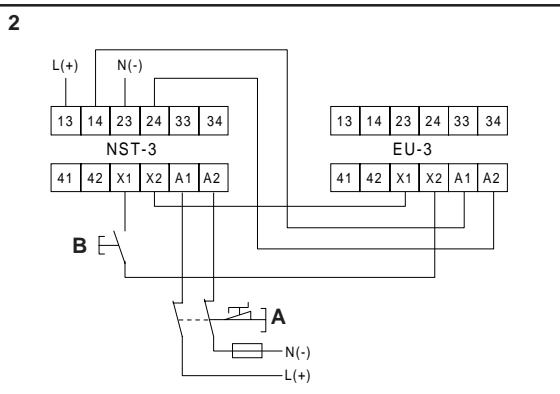 2
L(+) N(-)
13 14 23 24 33 34 13 14 23 24 33 34
NST-3 EU-3
41 42 X1 X2 A1 A2 41 42 X1 X2 A1 A2
B
A
N(-)
L(+)